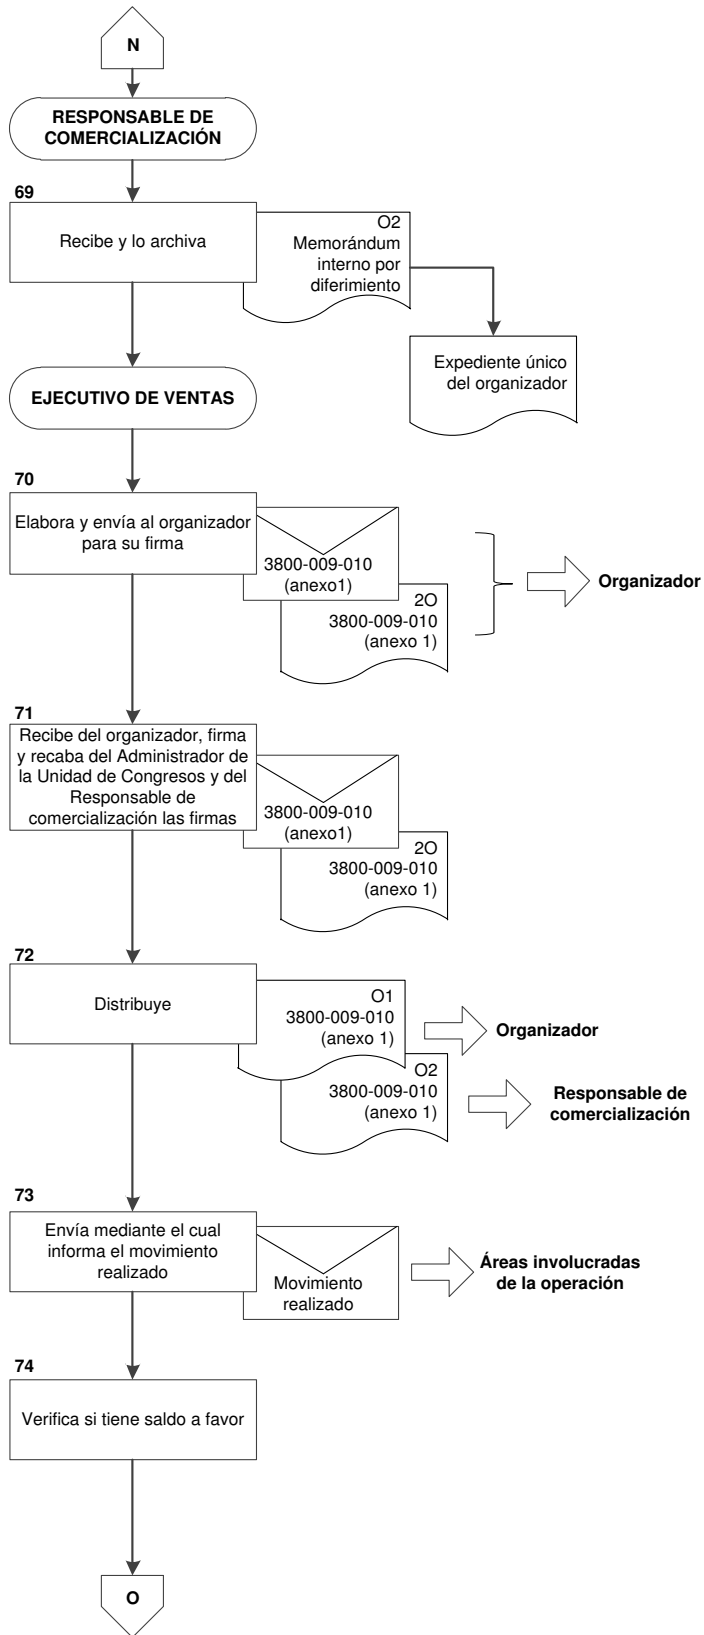 N
RESPONSABLE DE
COMERCIALIZACIÓN
69
Recibe y lo archiva
O2
Memorándum
interno por
diferimiento
Expediente único
del organizador
EJECUTIVO DE VENTAS
70
Elabora y envía al organizador
para su firma
3800-009-010
(anexo1)
2O
3800-009-010
(anexo 1)
Organizador
71
Recibe del organizador, firma
y recaba del Administrador de
la Unidad de Congresos y del
Responsable de
comercialización las firmas
3800-009-010
(anexo1)
2O
3800-009-010
(anexo 1)
72
Distribuye
O1
3800-009-010
(anexo 1)
Organizador
O2
3800-009-010
(anexo 1)
Responsable de
comercialización
73
Envía mediante el cual
informa el movimiento
realizado
Movimiento
realizado
Áreas involucradas
de la operación
74
Verifica si tiene saldo a favor
O